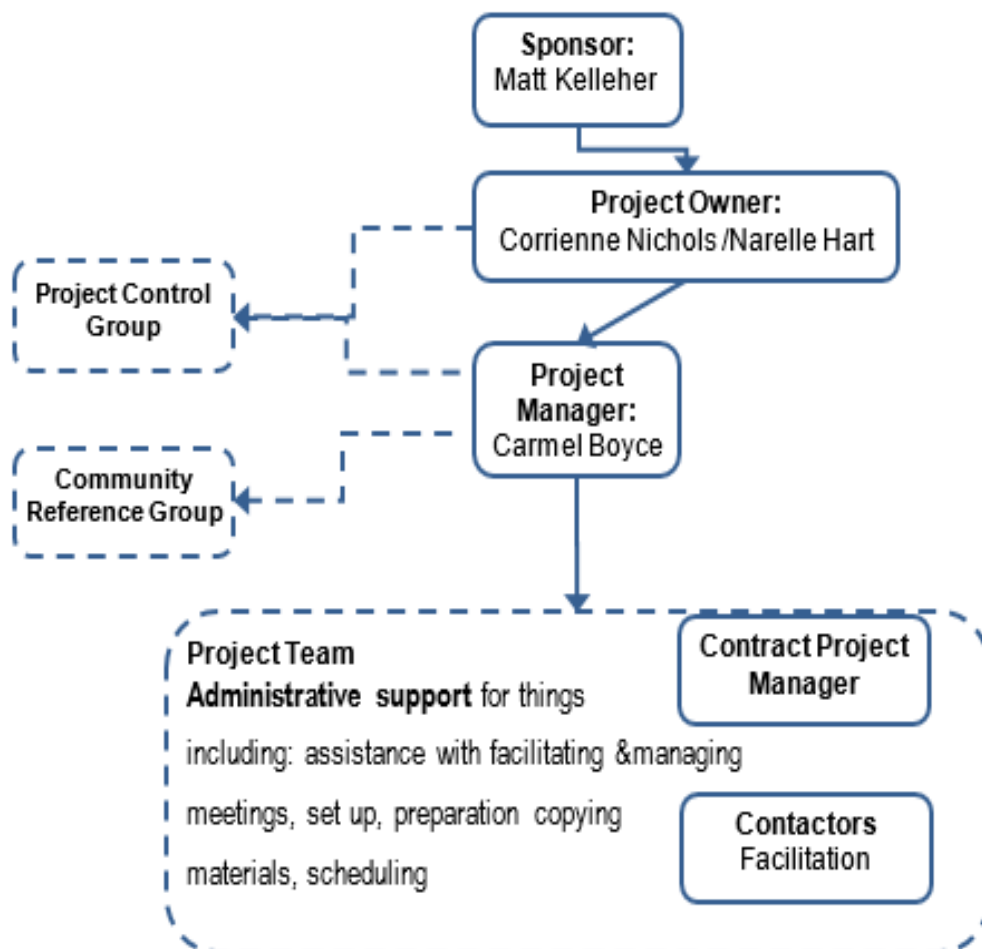 Sponsor:
Matt Kelleher
Project Owner:
Corrienne Nichols /Narelle Hart
Project Control
Group
Project
Manager:
Carmel Boyce
Community
Reference Group
Project Team
Administrative support for things
including: assistance with facilitating &managing
meetings, set up, preparation copying
materials, scheduling
Contract Project
Manager
Contactors
Facilitation